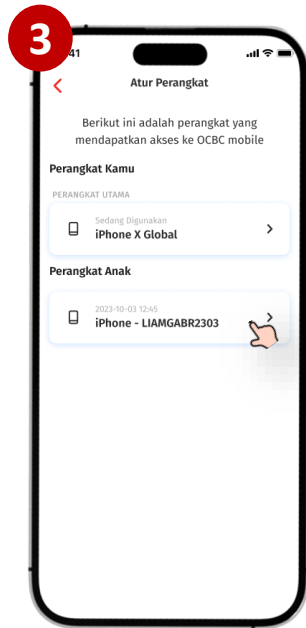 3
41
Atur Perangkat
Berikut ini adalah perangkat yang
mendapatkan akses ke OCBC mobile
Perangkat Kamu
PERANGKAT UTAMA
Sedang Digunakan
iPhone X Global
Perangkat Anak
2023-10-03 12:45
iPhone - LIAMGABR2303